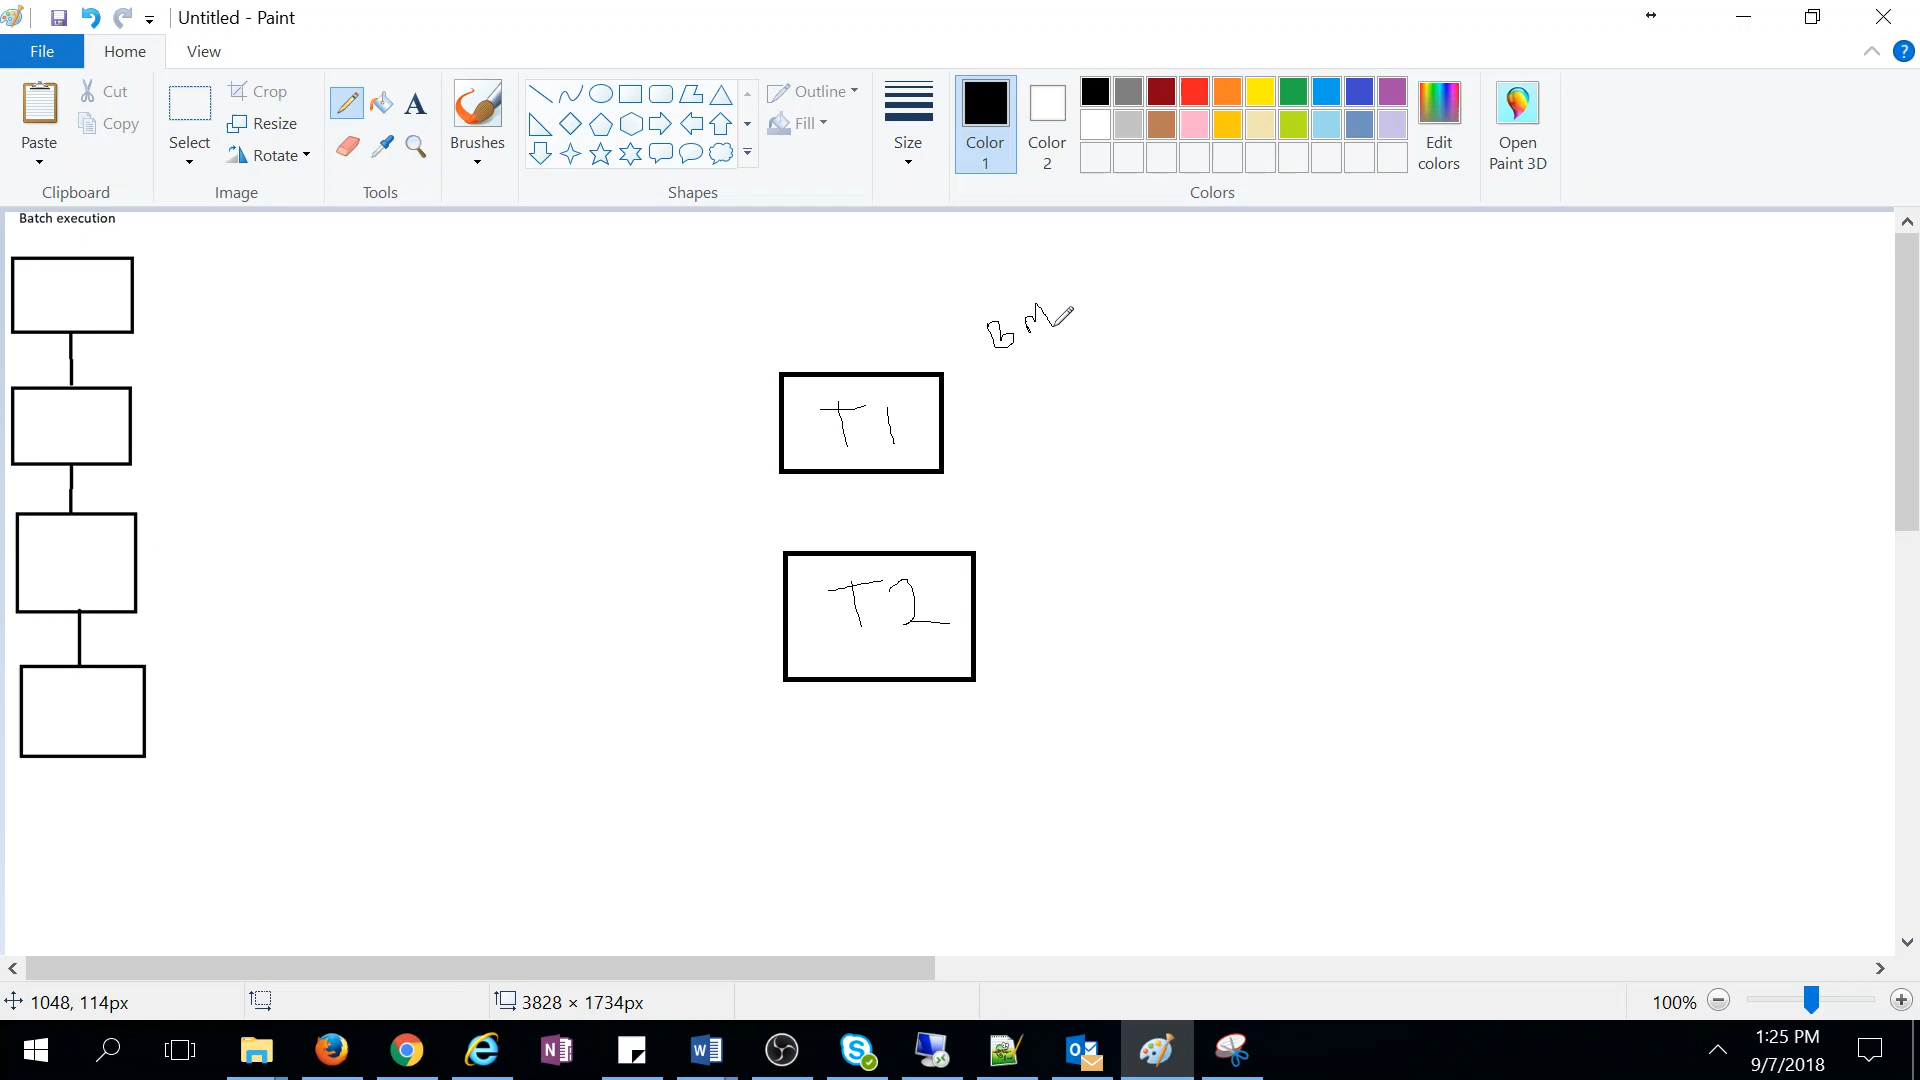 Untitled - Paint
File Home View
Paste
Cut
Copy
Clipboard
Select
Crop
Resize
Rotate
Image
Tools
Brushes
Shapes
Outline
Fill
Size
Color 1
Color 2
Edit colors
Open Paint 3D
Colors
Batch execution
BM
T1
T2
1048, 114px
3828 × 1734px
100%
1:25 PM
9/7/2018